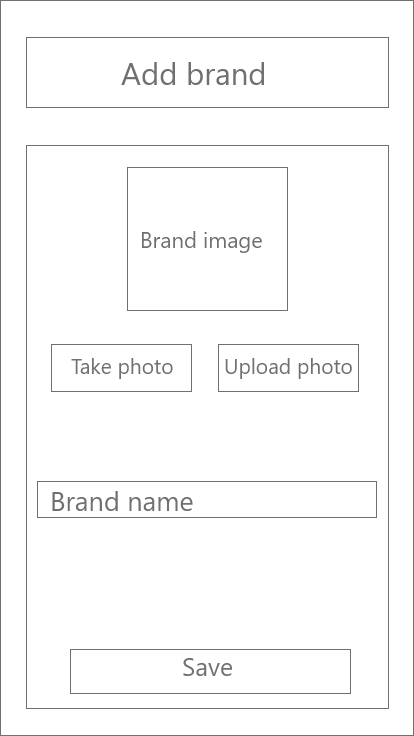 Add brand
Brand image
Take photo
Upload photo
Brand name
Save